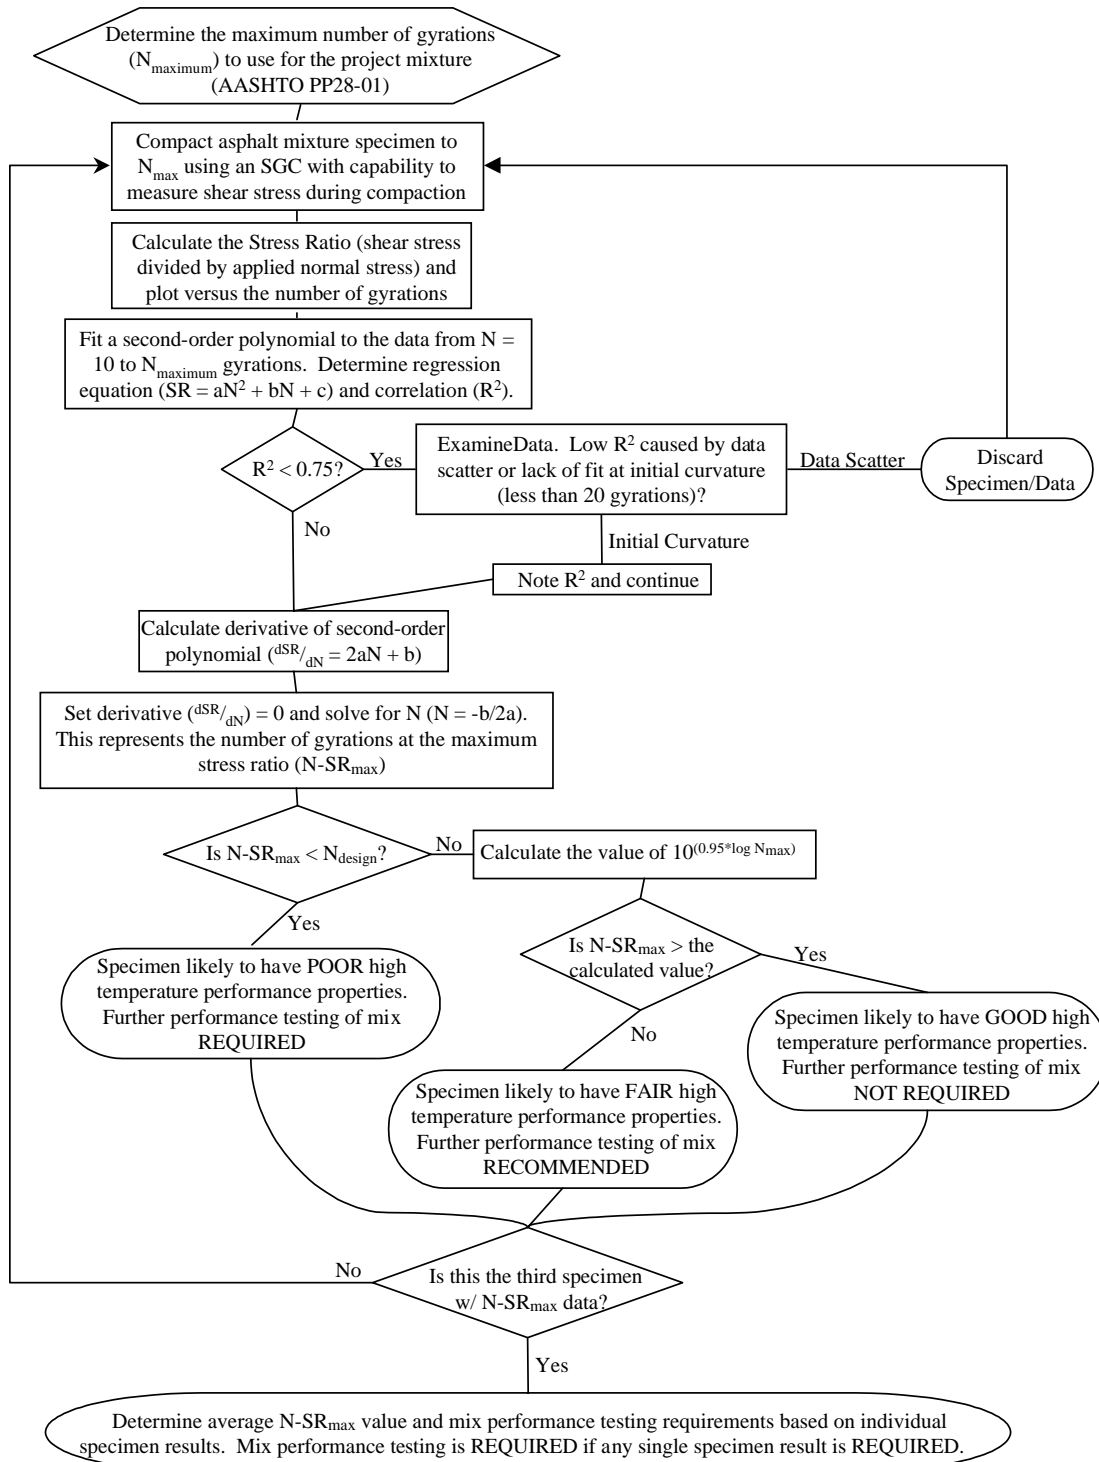 Determine the maximum number of gyrations
(Nmaximum) to use for the project mixture
(AASHTO PP28-01)
Compact asphalt mixture specimen to
Nmax using an SGC with capability to
measure shear stress during compaction
Calculate the Stress Ratio (shear stress
divided by applied normal stress) and
plot versus the number of gyrations
Fit a second-order polynomial to the data from N =
10 to Nmaximum gyrations. Determine regression
equation (SR = aN² + bN + c) and correlation (R²).
R² < 0.75?
Yes
ExamineData. Low R² caused by data
scatter or lack of fit at initial curvature
(less than 20 gyrations)?
Data Scatter
Discard
Specimen/Data
No
Initial Curvature
Note R² and continue
Calculate derivative of second-order
polynomial (dSR/dN = 2aN + b)
Set derivative (dSR/dN) = 0 and solve for N (N = -b/2a).
This represents the number of gyrations at the maximum
stress ratio (N-SRmax)
Is N-SRmax < Ndesign?
No
Calculate the value of 10^(0.95*log Nmax)
Yes
Is N-SRmax > the
calculated value?
Yes
Specimen likely to have POOR high
temperature performance properties.
Further performance testing of mix
REQUIRED
No
Specimen likely to have GOOD high
temperature performance properties.
Further performance testing of mix
NOT REQUIRED
Specimen likely to have FAIR high
temperature performance properties.
Further performance testing of mix
RECOMMENDED
No
Is this the third specimen
w/ N-SRmax data?
Yes
Determine average N-SRmax value and mix performance testing requirements based on individual
specimen results. Mix performance testing is REQUIRED if any single specimen result is REQUIRED.